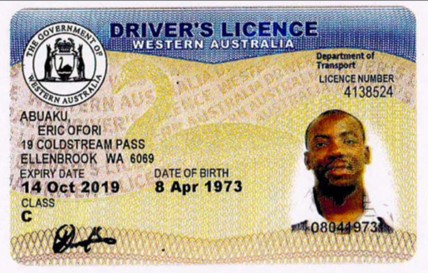 DRIVER'S LICENCE
WESTERN AUSTRALIA
THE GOVERNMENT OF
WESTERN AUSTRALIA
Department of
Transport
LICENCE NUMBER
4138524
ABUAKU,
ERIC OFORI
19 COLDSTREAM PASS
ELLENBROOK WA 6069
EXPIRY DATE DATE OF BIRTH
14 Oct 2019 8 Apr 1973
CLASS
C
08041973